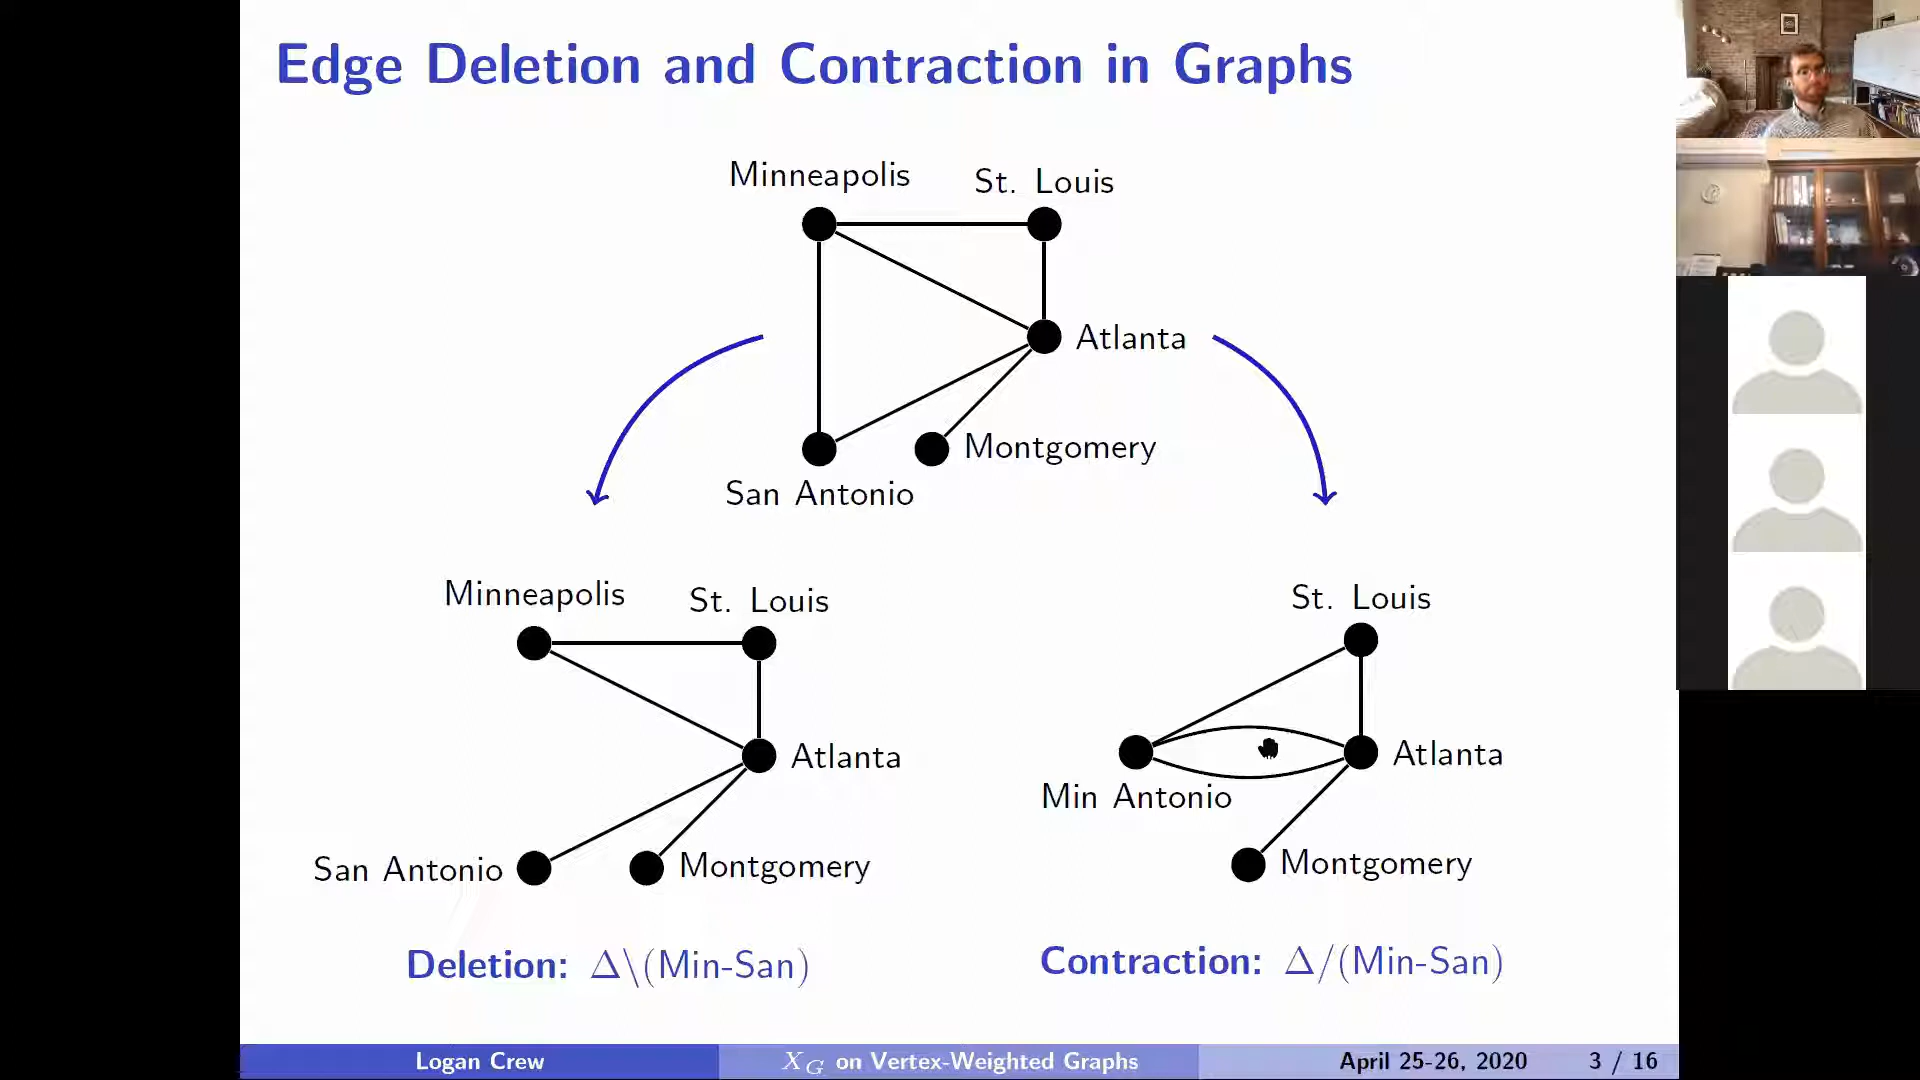 Edge Deletion and Contraction in Graphs
Minneapolis
St. Louis
Atlanta
Montgomery
San Antonio
Minneapolis
St. Louis
Atlanta
San Antonio
Montgomery
Deletion: Δ\(Min-San)
St. Louis
Min Antonio
Atlanta
Montgomery
Contraction: Δ/(Min-San)
Logan Crew
X_G on Vertex-Weighted Graphs
April 25-26, 2020
3 / 16